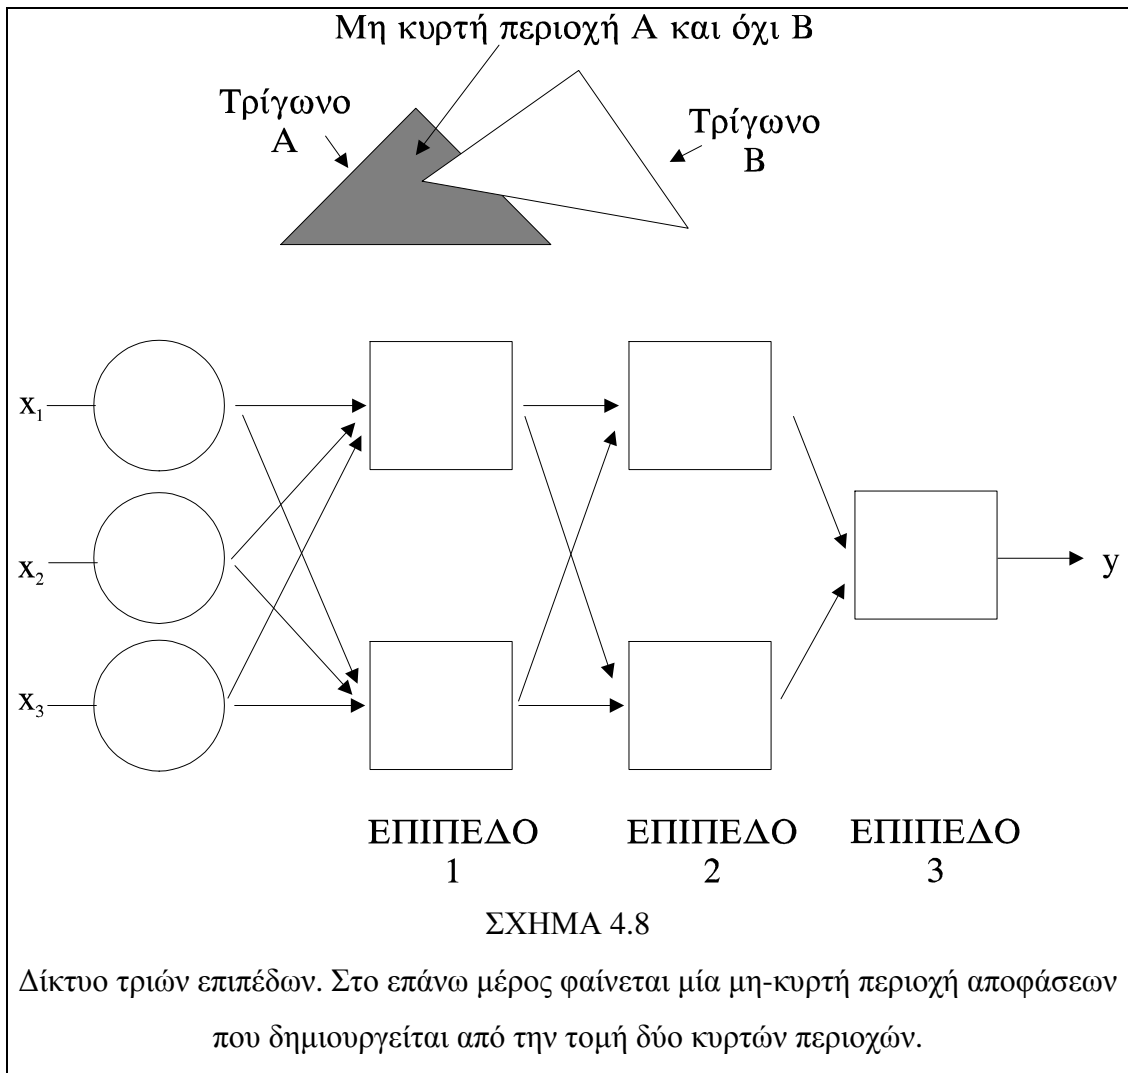 Μη κυρτή περιοχή Α και όχι Β
Τρίγωνο
Α
Τρίγωνο
Β
x₁
x₂
x₃
y
ΕΠΙΠΕΔΟ
1
ΕΠΙΠΕΔΟ
2
ΕΠΙΠΕΔΟ
3
ΣΧΗΜΑ 4.8
Δίκτυο τριών επιπέδων. Στο επάνω μέρος φαίνεται μία μη-κυρτή περιοχή αποφάσεων
που δημιουργείται από την τομή δύο κυρτών περιοχών.